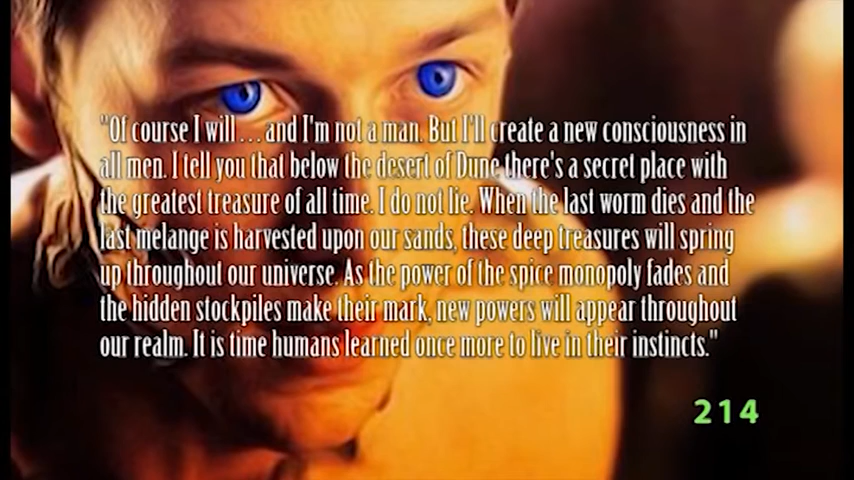 "Of course I will . . . and I'm not a man. But I'll create a new consciousness in
all men. I tell you that below the desert of Dune there's a secret place with
the greatest treasure of all time. I do not lie. When the last worm dies and the
last melange is harvested upon our sands, these deep treasures will spring
up throughout our universe. As the power of the spice monopoly fades and
the hidden stockpiles make their mark, new powers will appear throughout
our realm. It is time humans learned once more to live in their instincts."
214